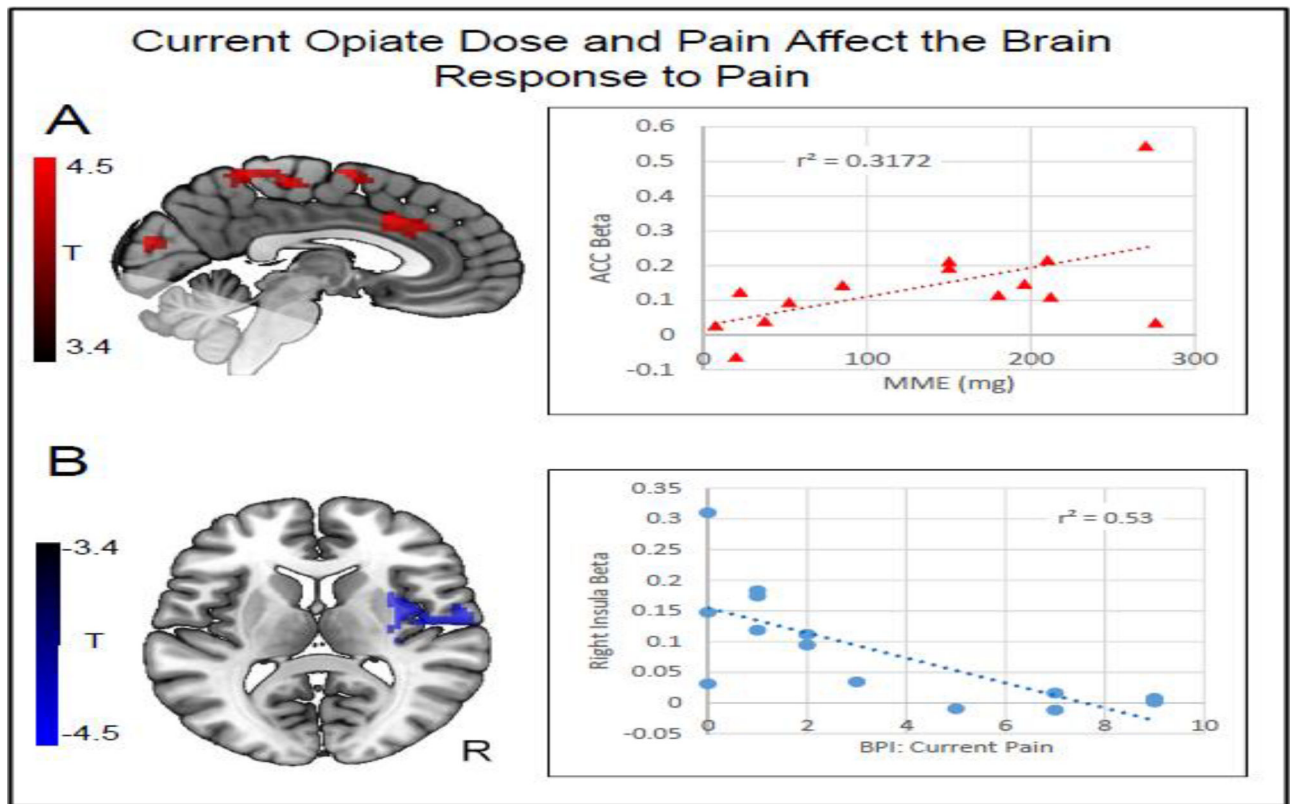 Current Opiate Dose and Pain Affect the Brain
Response to Pain
A
4.5
T
3.4
0.6
0.5
0.4
0.3
0.2
0.1
0
-0.1
ACC Beta
r² = 0.3172
0 100 200 300
MME (mg)
B
-3.4
T
-4.5
R
0.35
0.3
0.25
0.2
0.15
0.1
0.05
0
-0.05
Right Insula Beta
r² = 0.53
0 2 4 6 8 10
BPI: Current Pain